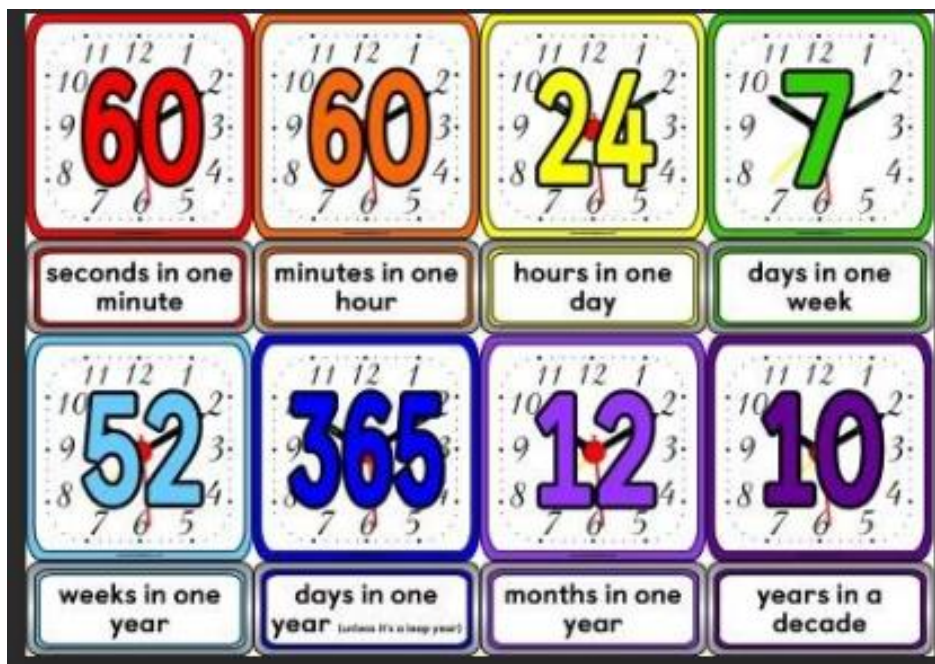 60
60
24
7
seconds in one
minute
minutes in one
hour
hours in one
day
days in one
week
52
365
12
10
weeks in one
year
days in one
year (unless it's a leap year)
months in one
year
years in a
decade